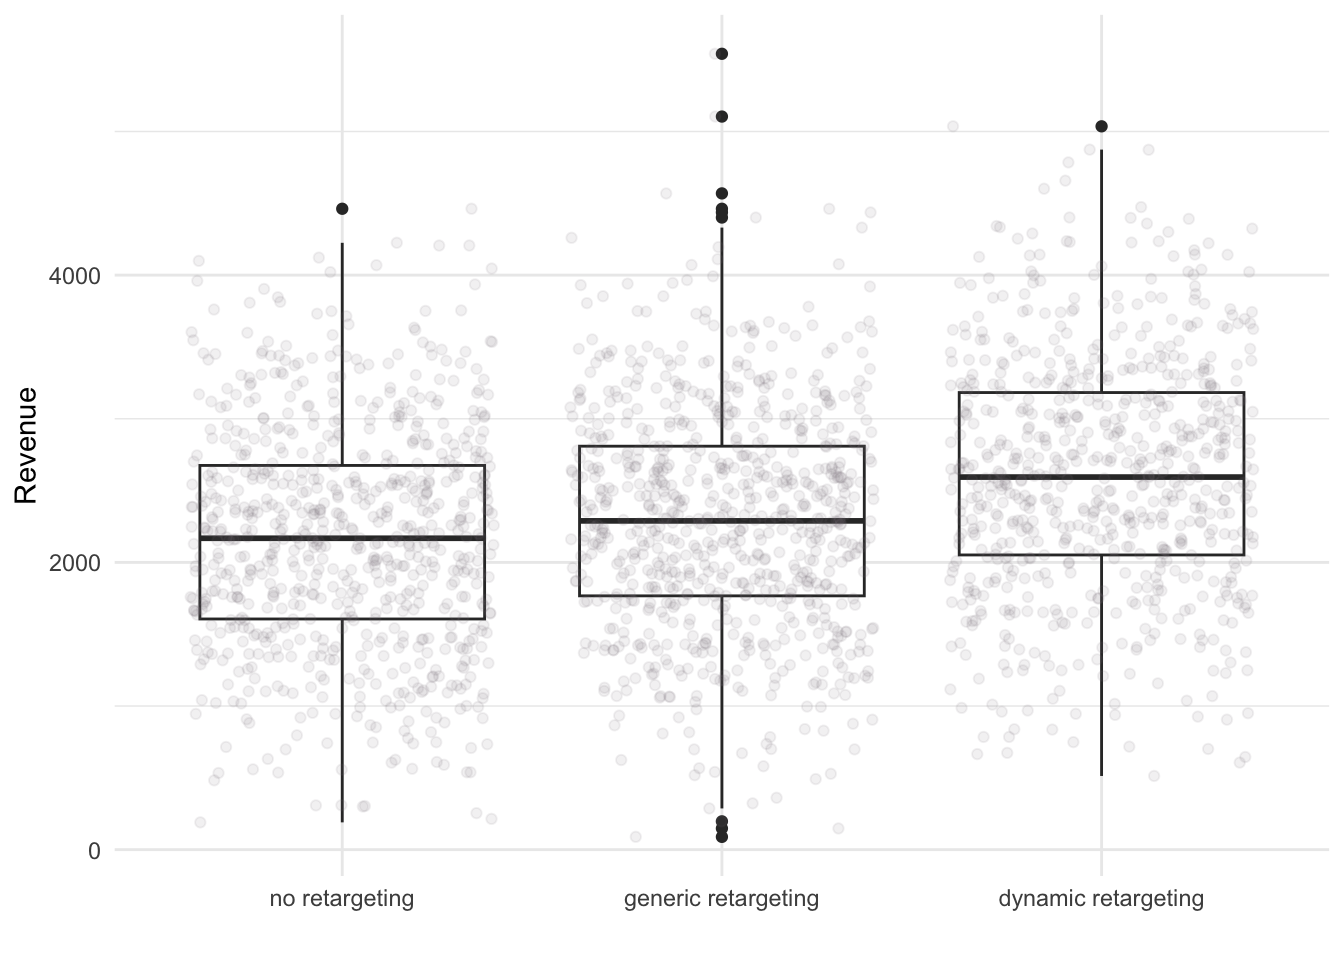 Revenue
4000
2000
0
no retargeting
generic retargeting
dynamic retargeting